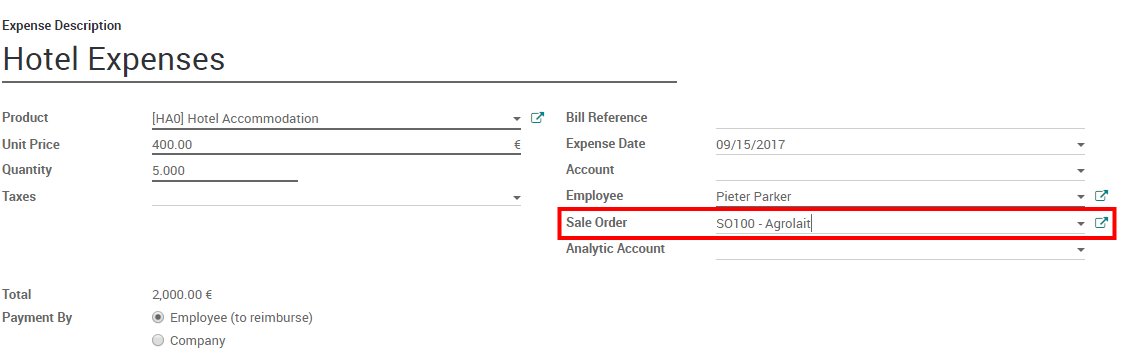 Expense Description
Hotel Expenses
Product [HA0] Hotel Accommodation
Unit Price 400.00 €
Quantity 5.000
Taxes
Bill Reference
Expense Date 09/15/2017
Account
Employee Pieter Parker
Sale Order SO100 - Agrolait
Analytic Account
Total 2,000.00 €
Payment By Employee (to reimburse)
Company